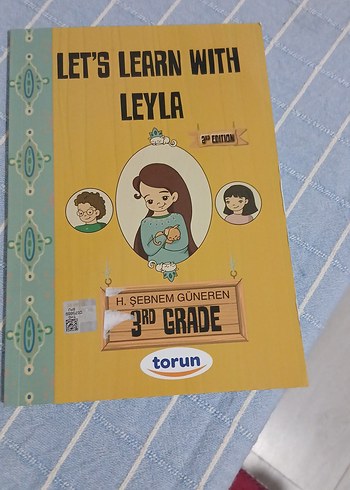 LET'S LEARN WITH
LEYLA
3RD EDITION
H. ŞEBNEM GÜNEREN
3RD GRADE
torun